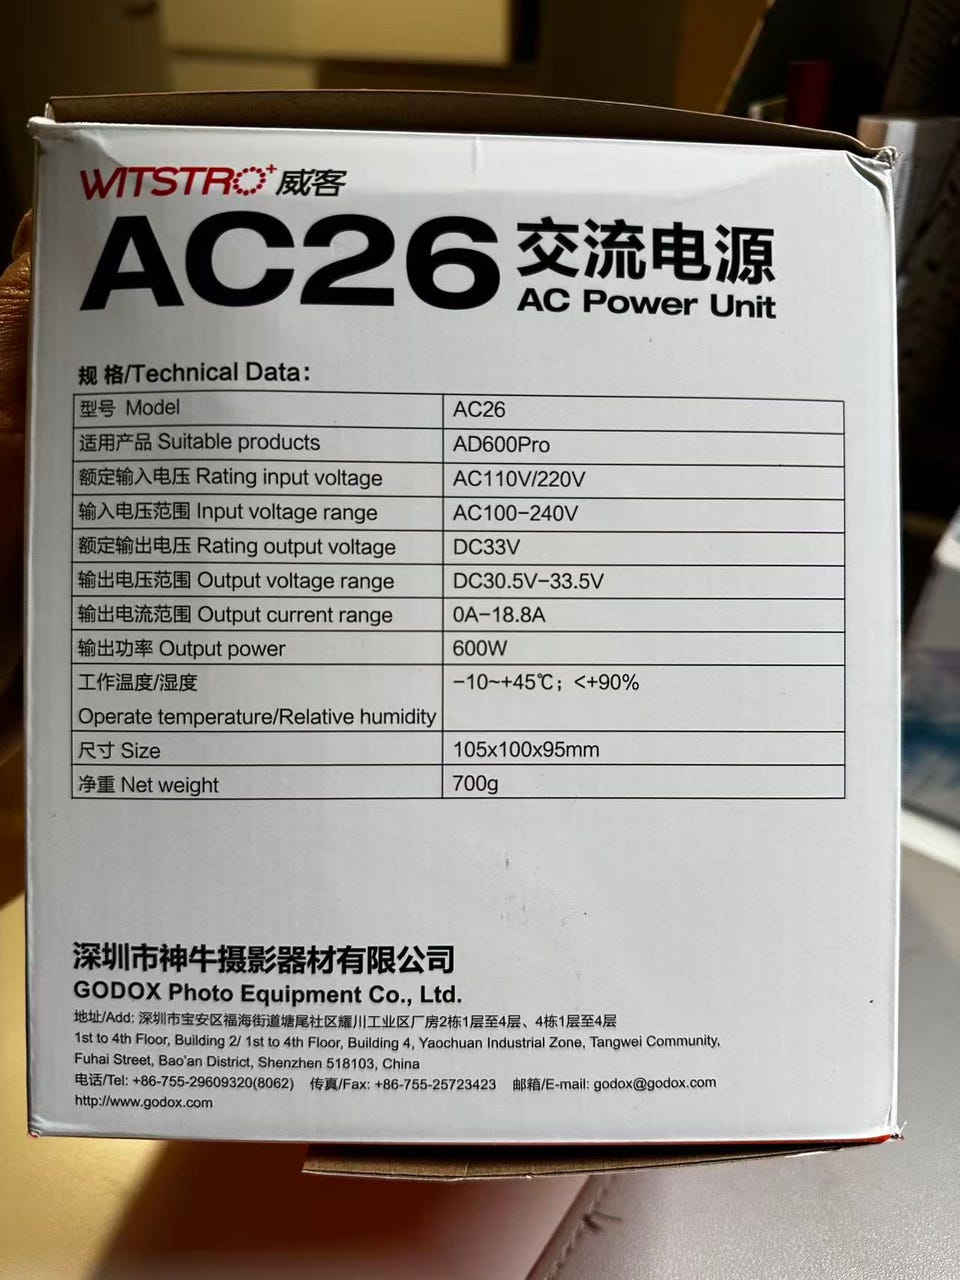 WITSTRO+ 威客
AC26 交流电源
AC Power Unit
规 格/Technical Data:
型号 Model AC26
适用产品 Suitable products AD600Pro
额定输入电压 Rating input voltage AC110V/220V
输入电压范围 Input voltage range AC100-240V
额定输出电压 Rating output voltage DC33V
输出电压范围 Output voltage range DC30.5V-33.5V
输出电流范围 Output current range 0A-18.8A
输出功率 Output power 600W
工作温度/湿度 -10~+45℃; <+90%
Operate temperature/Relative humidity
尺寸 Size 105x100x95mm
净重 Net weight 700g
深圳市神牛摄影器材有限公司
GODOX Photo Equipment Co., Ltd.
地址/Add: 深圳市宝安区福海街道塘尾社区耀川工业区厂房2栋1层至4层、4栋1层至4层
1st to 4th Floor, Building 2/ 1st to 4th Floor, Building 4, Yaochuan Industrial Zone, Tangwei Community,
Fuhai Street, Bao'an District, Shenzhen 518103, China
电话/Tel: +86-755-29609320(8062) 传真/Fax: +86-755-25723423 邮箱/E-mail: godox@godox.com
http://www.godox.com